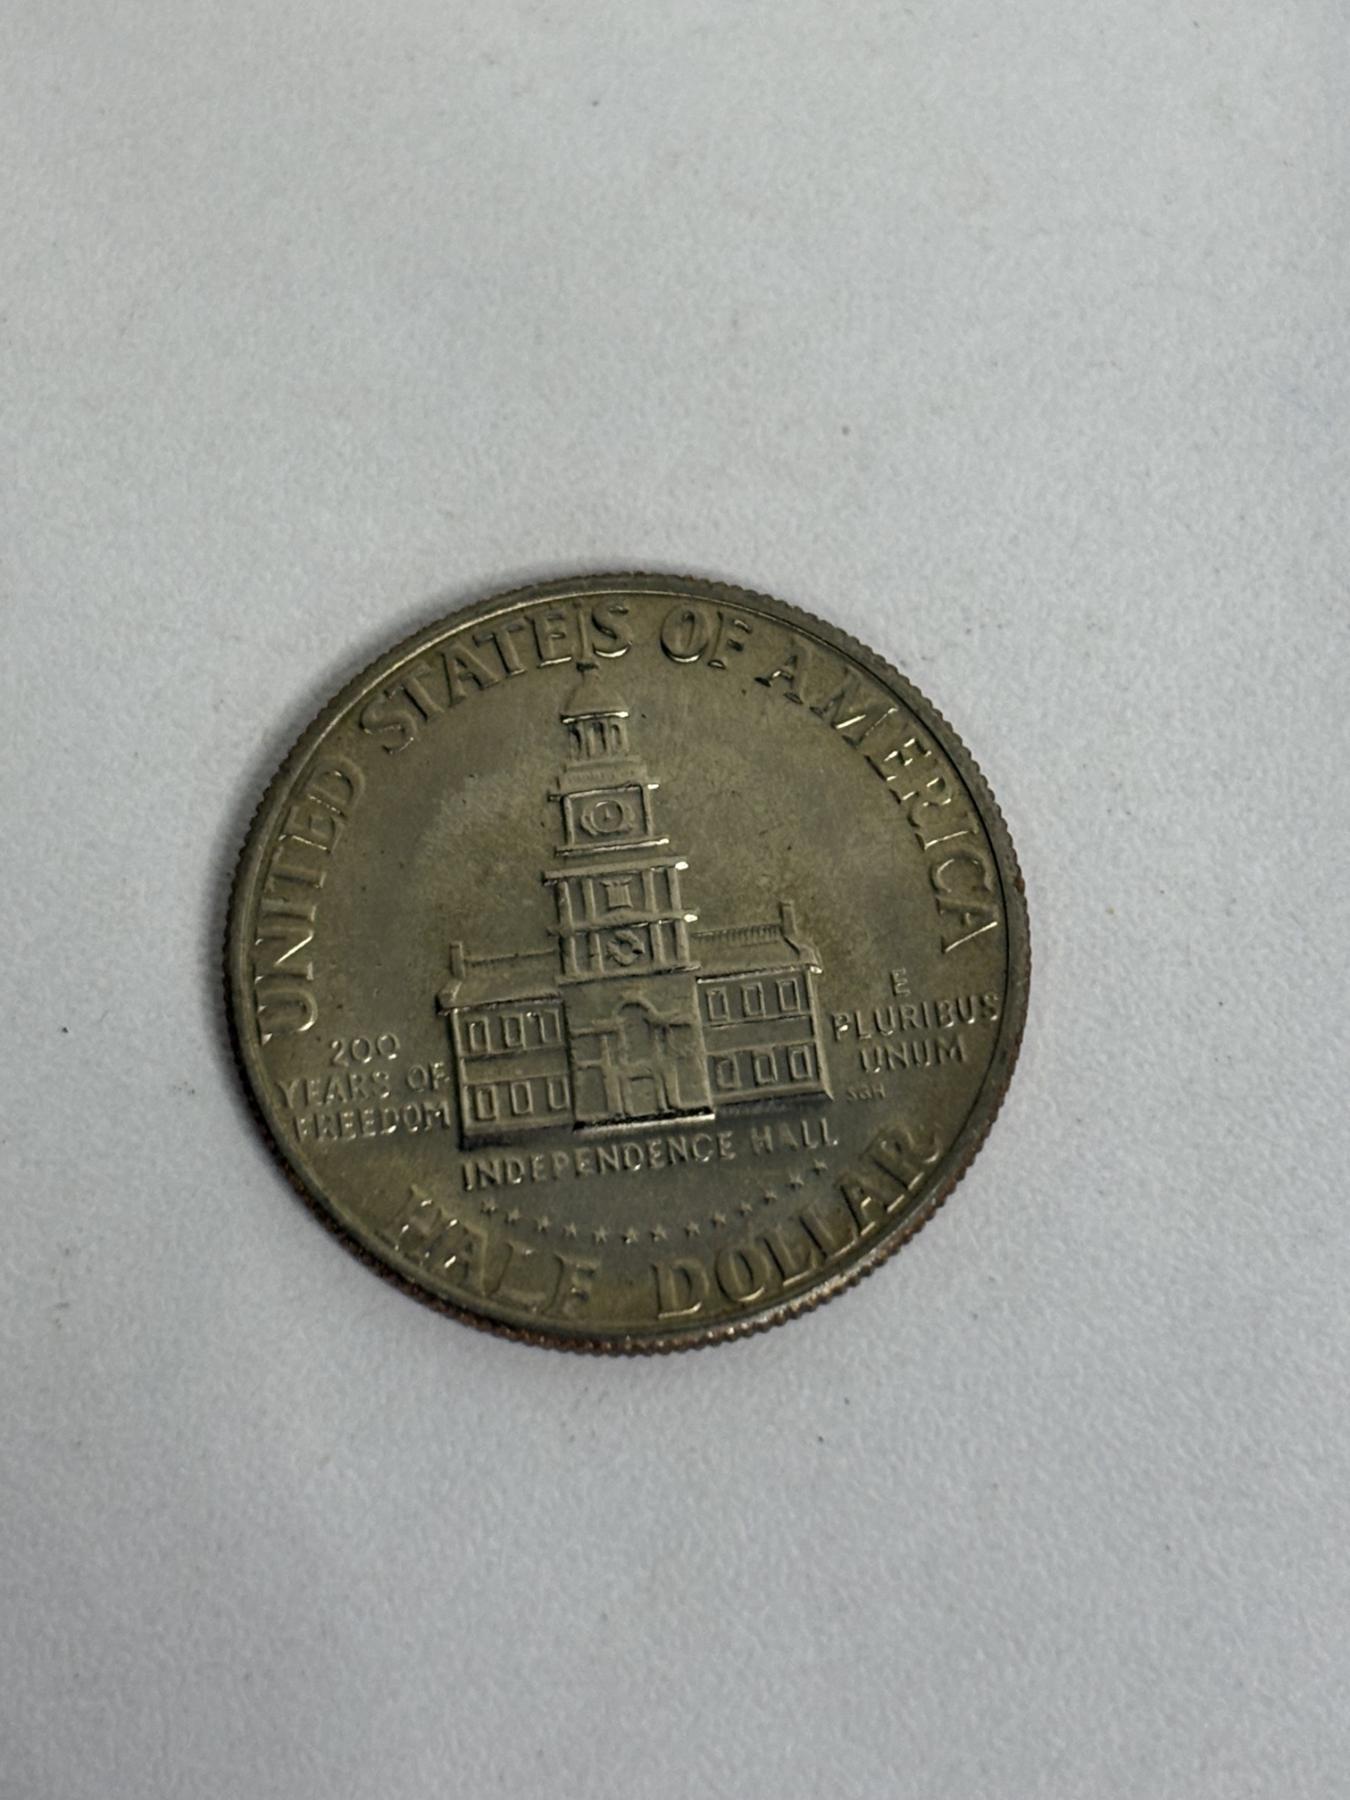 UNITED STATES OF AMERICA
200
YEARS OF
FREEDOM
E
PLURIBUS
UNUM
SGH
INDEPENDENCE HALL
HALF DOLLAR